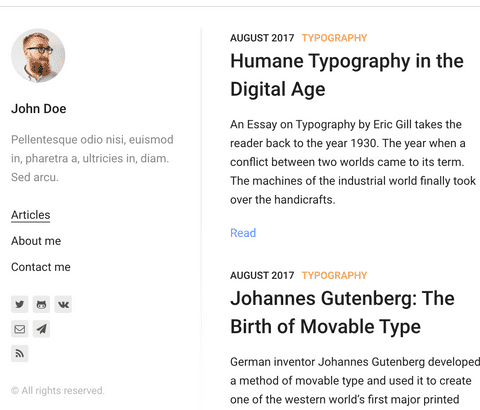 John Doe
Pellentesque odio nisi, euismod
in, pharetra a, ultricies in, diam.
Sed arcu.
Articles
About me
Contact me
© All rights reserved.
AUGUST 2017 TYPOGRAPHY
Humane Typography in the
Digital Age
An Essay on Typography by Eric Gill takes the
reader back to the year 1930. The year when a
conflict between two worlds came to its term.
The machines of the industrial world finally took
over the handicrafts.
Read
AUGUST 2017 TYPOGRAPHY
Johannes Gutenberg: The
Birth of Movable Type
German inventor Johannes Gutenberg developed
a method of movable type and used it to create
one of the western world's first major printed